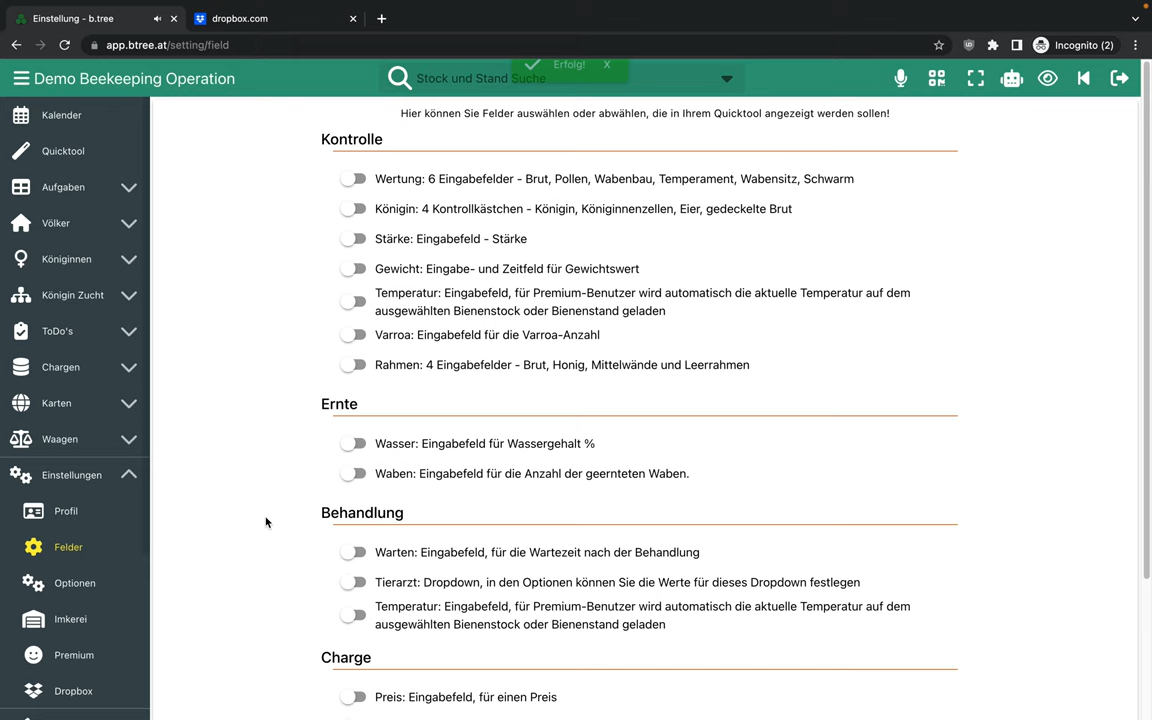 Einstellung - b.tree
dropbox.com
app.btree.at/setting/field
Incognito (2)
Demo Beekeeping Operation
Stock und Stand Suche
Erfolg! X
Kalender
Quicktool
Aufgaben
Völker
Königinnen
Königin Zucht
ToDo's
Chargen
Karten
Waagen
Einstellungen
Profil
Felder
Optionen
Imkerei
Premium
Dropbox
Hier können Sie Felder auswählen oder abwählen, die in Ihrem Quicktool angezeigt werden sollen!
Kontrolle
Wertung: 6 Eingabefelder - Brut, Pollen, Wabenbau, Temperament, Wabensitz, Schwarm
Königin: 4 Kontrollkästchen - Königin, Königinnenzellen, Eier, gedeckelte Brut
Stärke: Eingabefeld - Stärke
Gewicht: Eingabe- und Zeitfeld für Gewichtswert
Temperatur: Eingabefeld, für Premium-Benutzer wird automatisch die aktuelle Temperatur auf dem
ausgewählten Bienenstock oder Bienenstand geladen
Varroa: Eingabefeld für die Varroa-Anzahl
Rahmen: 4 Eingabefelder - Brut, Honig, Mittelwände und Leerrahmen
Ernte
Wasser: Eingabefeld für Wassergehalt %
Waben: Eingabefeld für die Anzahl der geernteten Waben.
Behandlung
Warten: Eingabefeld, für die Wartezeit nach der Behandlung
Tierarzt: Dropdown, in den Optionen können Sie die Werte für dieses Dropdown festlegen
Temperatur: Eingabefeld, für Premium-Benutzer wird automatisch die aktuelle Temperatur auf dem
ausgewählten Bienenstock oder Bienenstand geladen
Charge
Preis: Eingabefeld, für einen Preis